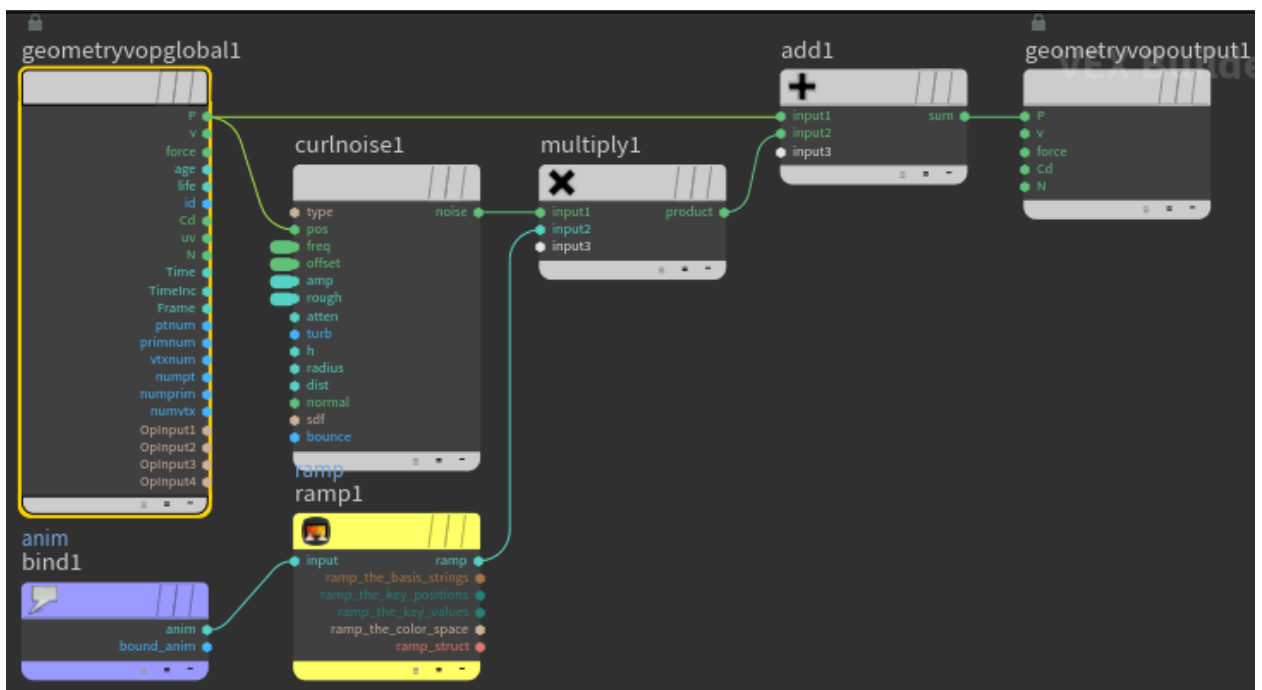 geometryvopglobal1
P
v
force
age
life
id
Cd
uv
N
Time
TimeInc
Frame
ptnum
primnum
vtxnum
numpt
numprim
numvtx
OpInput1
OpInput2
OpInput3
OpInput4
anim
bind1
anim
bound_anim
curlnoise1
type noise
pos
freq
offset
amp
rough
atten
turb
h
radius
dist
normal
sdf
bounce
ramp
ramp1
input ramp
ramp_the_basis_strings
ramp_the_key_positions
ramp_the_key_values
ramp_the_color_space
ramp_struct
multiply1
input1 product
input2
input3
add1
input1 sum
input2
input3
geometryvopoutput1
VEX Builde
P
v
force
Cd
N